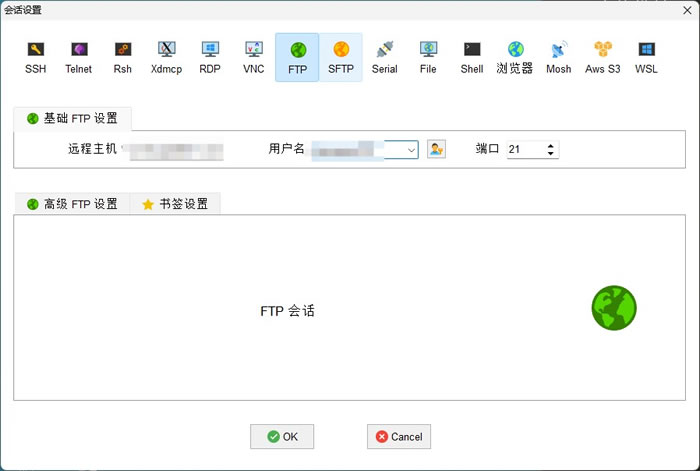 会话设置
SSH Telnet Rsh Xdmcp RDP VNC FTP SFTP Serial File Shell 浏览器 Mosh Aws S3 WSL
基础 FTP 设置
远程主机 * 用户名 端口 21
高级 FTP 设置 书签设置
FTP 会话
OK Cancel